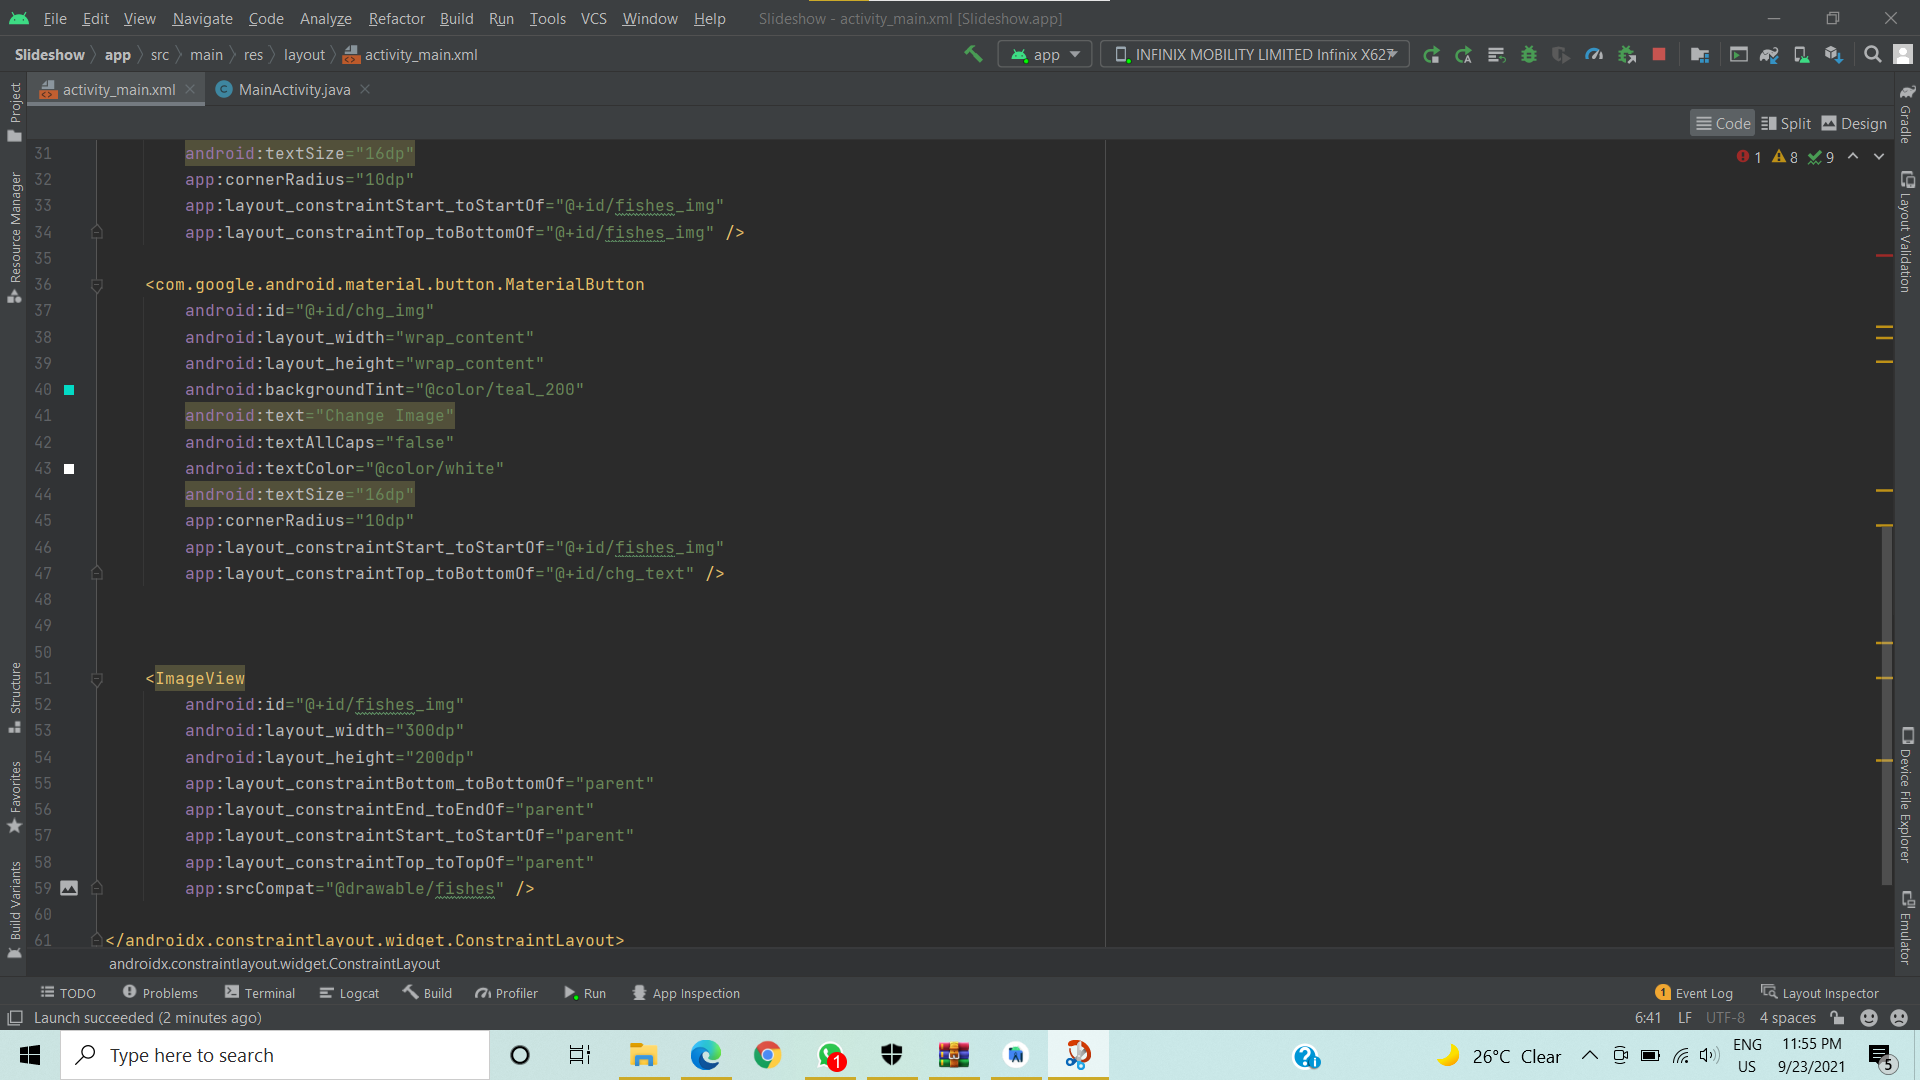 File Edit View Navigate Code Analyze Refactor Build Run Tools VCS Window Help Slideshow - activity_main.xml [Slideshow.app]
Slideshow app src main res layout activity_main.xml app INFINIX MOBILITY LIMITED Infinix X627
activity_main.xml MainActivity.java
Code Split Design
1 8 9
Project
Resource Manager
Structure
Favorites
Build Variants
31 android:textSize="16dp"
32 app:cornerRadius="10dp"
33 app:layout_constraintStart_toStartOf="@+id/fishes_img"
34 app:layout_constraintTop_toBottomOf="@+id/fishes_img" />
35
36 <com.google.android.material.button.MaterialButton
37 android:id="@+id/chg_img"
38 android:layout_width="wrap_content"
39 android:layout_height="wrap_content"
40 android:backgroundTint="@color/teal_200"
41 android:text="Change Image"
42 android:textAllCaps="false"
43 android:textColor="@color/white"
44 android:textSize="16dp"
45 app:cornerRadius="10dp"
46 app:layout_constraintStart_toStartOf="@+id/fishes_img"
47 app:layout_constraintTop_toBottomOf="@+id/chg_text" />
48
49
50
51 <ImageView
52 android:id="@+id/fishes_img"
53 android:layout_width="300dp"
54 android:layout_height="200dp"
55 app:layout_constraintBottom_toBottomOf="parent"
56 app:layout_constraintEnd_toEndOf="parent"
57 app:layout_constraintStart_toStartOf="parent"
58 app:layout_constraintTop_toTopOf="parent"
59 app:srcCompat="@drawable/fishes" />
60
61 </androidx.constraintlayout.widget.ConstraintLayout>
Gradle
Layout Validation
Device File Explorer
Emulator
androidx.constraintlayout.widget.ConstraintLayout
TODO Problems Terminal Logcat Build Profiler Run App Inspection 1 Event Log Layout Inspector
Launch succeeded (2 minutes ago) 6:41 LF UTF-8 4 spaces
Type here to search 1 26°C Clear ENG US 11:55 PM 9/23/2021 5